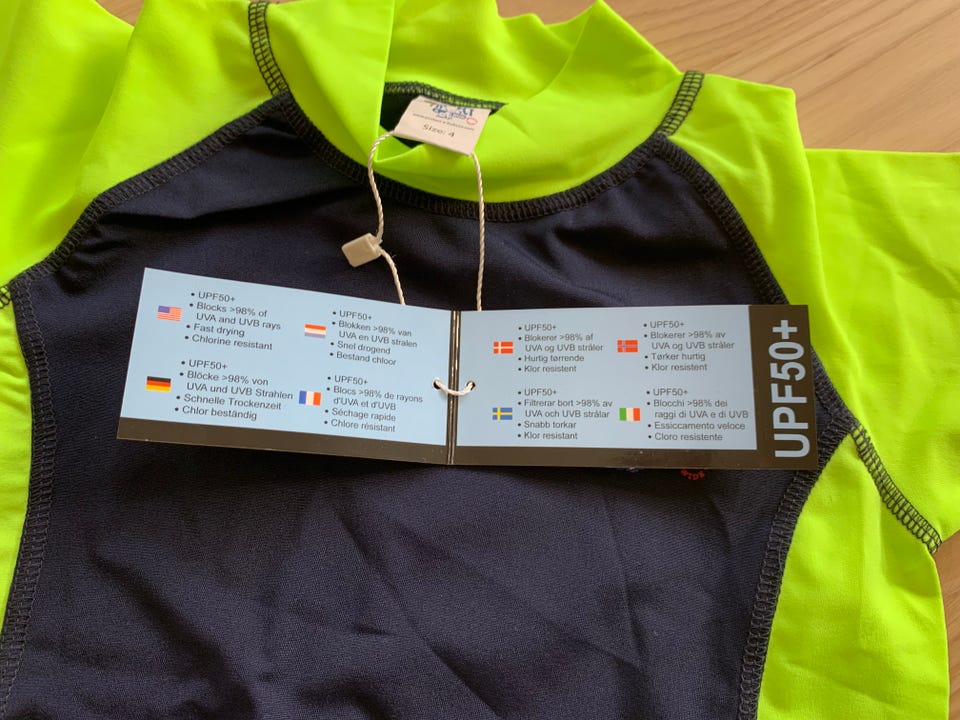 Size: 4
• UPF50+
• Blocks >98% of
UVA and UVB rays
• Fast drying
• Chlorine resistant
• UPF50+
• Blokken >98% van
UVA en UVB stralen
• Snel drogend
• Bestand chloor
• UPF50+
• Blöcke >98% von
UVA und UVB Strahlen
• Schnelle Trockenzeit
• Chlor beständig
• UPF50+
• Blocs >98% de rayons
d'UVA et d'UVB
• Séchage rapide
• Chlore résistant
• UPF50+
• Blokerer >98% af
UVA og UVB stråler
• Hurtig tørrende
• Klor resistent
• UPF50+
• Blokerer >98% av
UVA og UVB stråler
• Tørker hurtig
• Klor resistent
• UPF50+
• Filtrerar bort >98% av
UVA och UVB strålar
• Snabb torkar
• Klor resistant
• UPF50+
• Blocchi >98% dei
raggi di UVA e di UVB
• Essiccamento veloce
• Cloro resistente
UPF50+